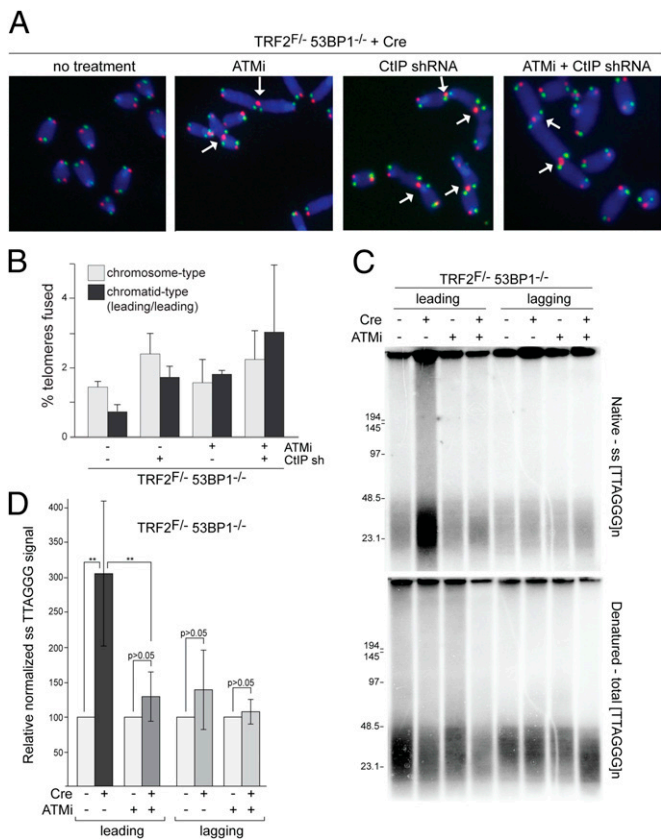 A
TRF2F/- 53BP1-/- + Cre
no treatment
ATMi
CtIP shRNA
ATMi + CtIP shRNA
B
chromosome-type
chromatid-type
(leading/leading)
% telomeres fused
4
2
0
- - + + ATMi
- + - + CtIP sh
TRF2F/- 53BP1-/-
C
TRF2F/- 53BP1-/-
leading
lagging
Cre - + - + - + - +
ATMi - - + + - - + +
194-
145-
97-
48.5-
23.1-
Native - ss [TTAGGG]n
194-
145-
97-
48.5-
23.1-
Denatured - total [TTAGGG]n
D
TRF2F/- 53BP1-/-
Relative normalized ss TTAGGG signal
400
350
300
250
200
150
100
50
**
**
p>0.05
p>0.05
p>0.05
Cre - + - + - + - +
ATMi - - + + - - + +
leading
lagging